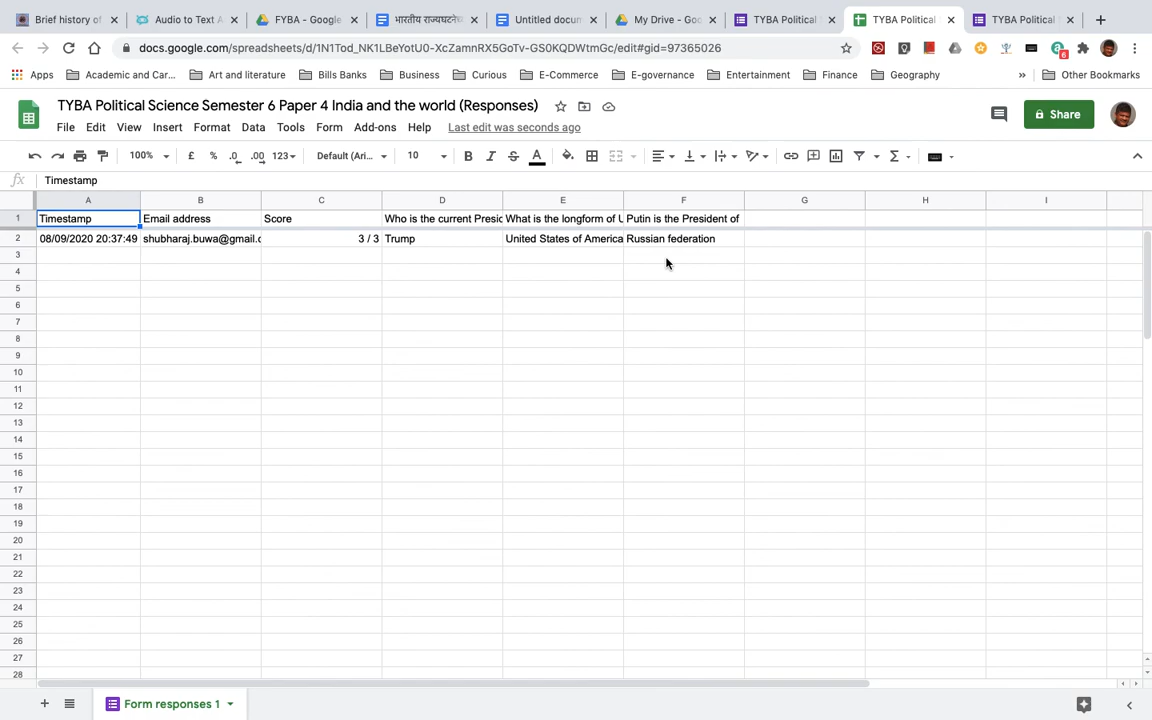 Brief history of
Audio to Text A
FYBA - Google
भारतीय राज्यघटनेच
Untitled docum
My Drive - Goo
TYBA Political
TYBA Political
TYBA Political
docs.google.com/spreadsheets/d/1N1Tod_NK1LBeYotU0-XcZamnRX5GoTv-GS0KQDWtmGc/edit#gid=97365026
Apps
Academic and Car...
Art and literature
Bills Banks
Business
Curious
E-Commerce
E-governance
Entertainment
Finance
Geography
»
Other Bookmarks
TYBA Political Science Semester 6 Paper 4 India and the world (Responses)
File Edit View Insert Format Data Tools Form Add-ons Help Last edit was seconds ago
Share
100% £ % .0 .00 123 Default (Ari... 10 B I S A
fx Timestamp
A B C D E F G H I
1 Timestamp Email address Score Who is the current Presid What is the longform of U Putin is the President of
2 08/09/2020 20:37:49 shubharaj.buwa@gmail.c 3 / 3 Trump United States of America Russian federation
3
4
5
6
7
8
9
10
11
12
13
14
15
16
17
18
19
20
21
22
23
24
25
26
27
28
Form responses 1